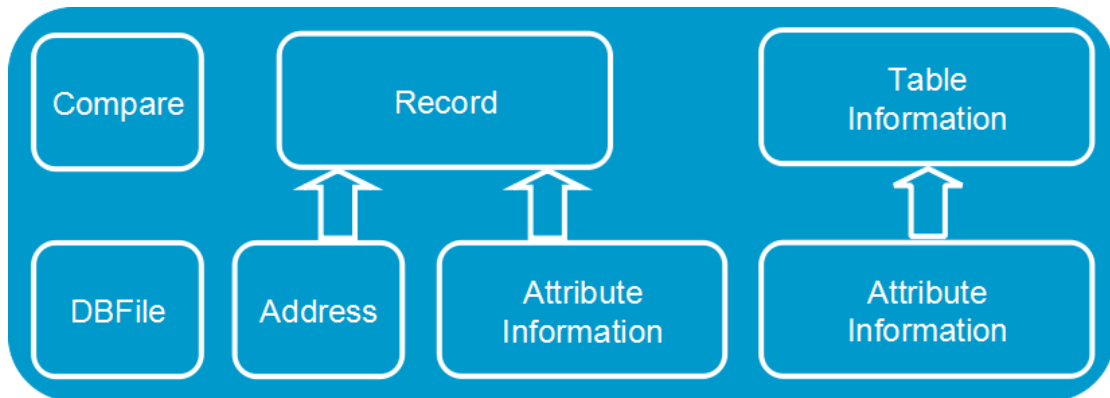 Compare
Record
Table
Information
DBFile
Address
Attribute
Information
Attribute
Information